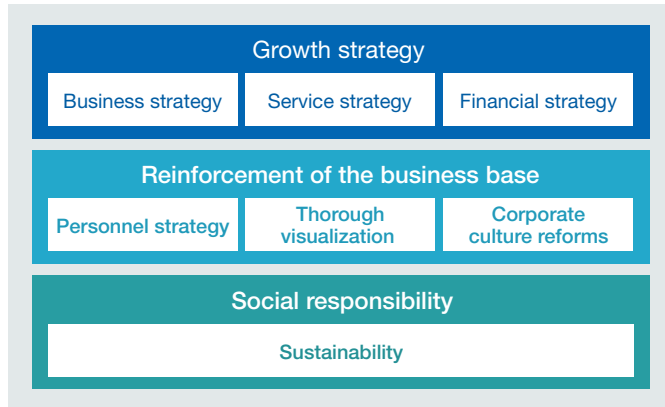 Growth strategy
Business strategy
Service strategy
Financial strategy
Reinforcement of the business base
Personnel strategy
Thorough
visualization
Corporate
culture reforms
Social responsibility
Sustainability